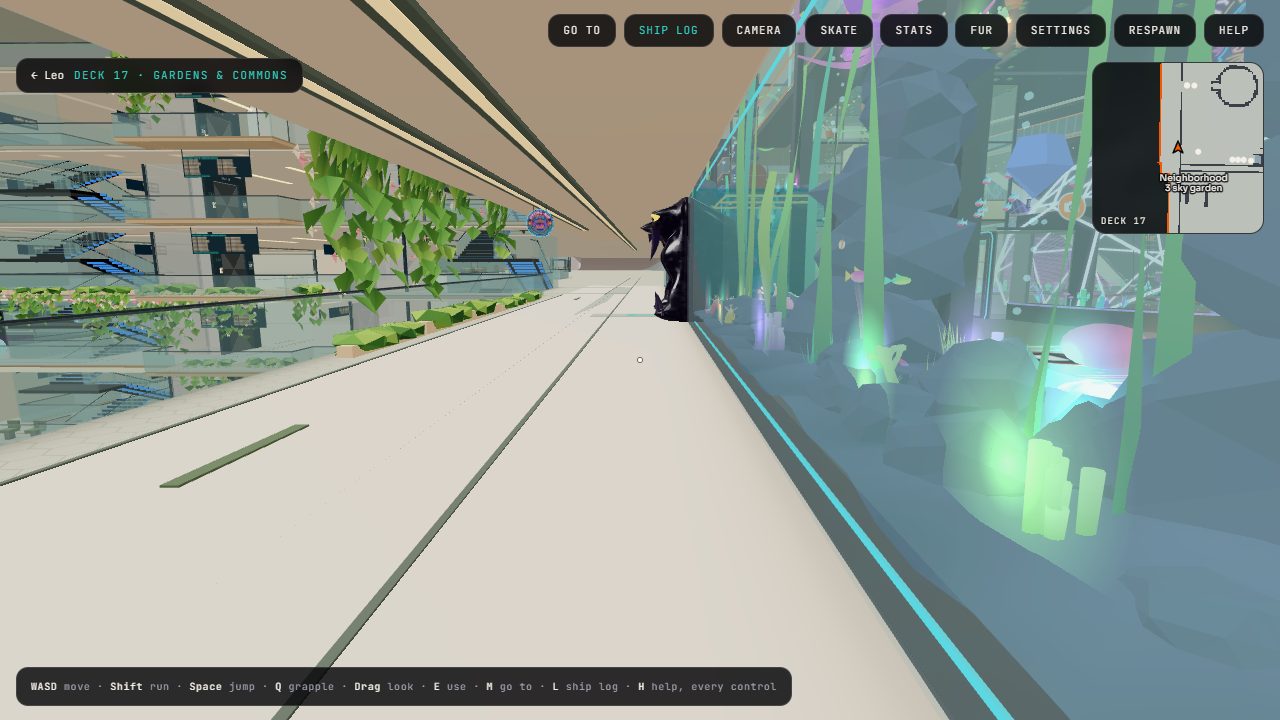 GO TO
SHIP LOG
CAMERA
SKATE
STATS
FUR
SETTINGS
RESPAWN
HELP
← Leo DECK 17 · GARDENS & COMMONS
Neighborhood
3 sky garden
DECK 17
WASD move · Shift run · Space jump · Q grapple · Drag look · E use · M go to · L ship log · H help, every control